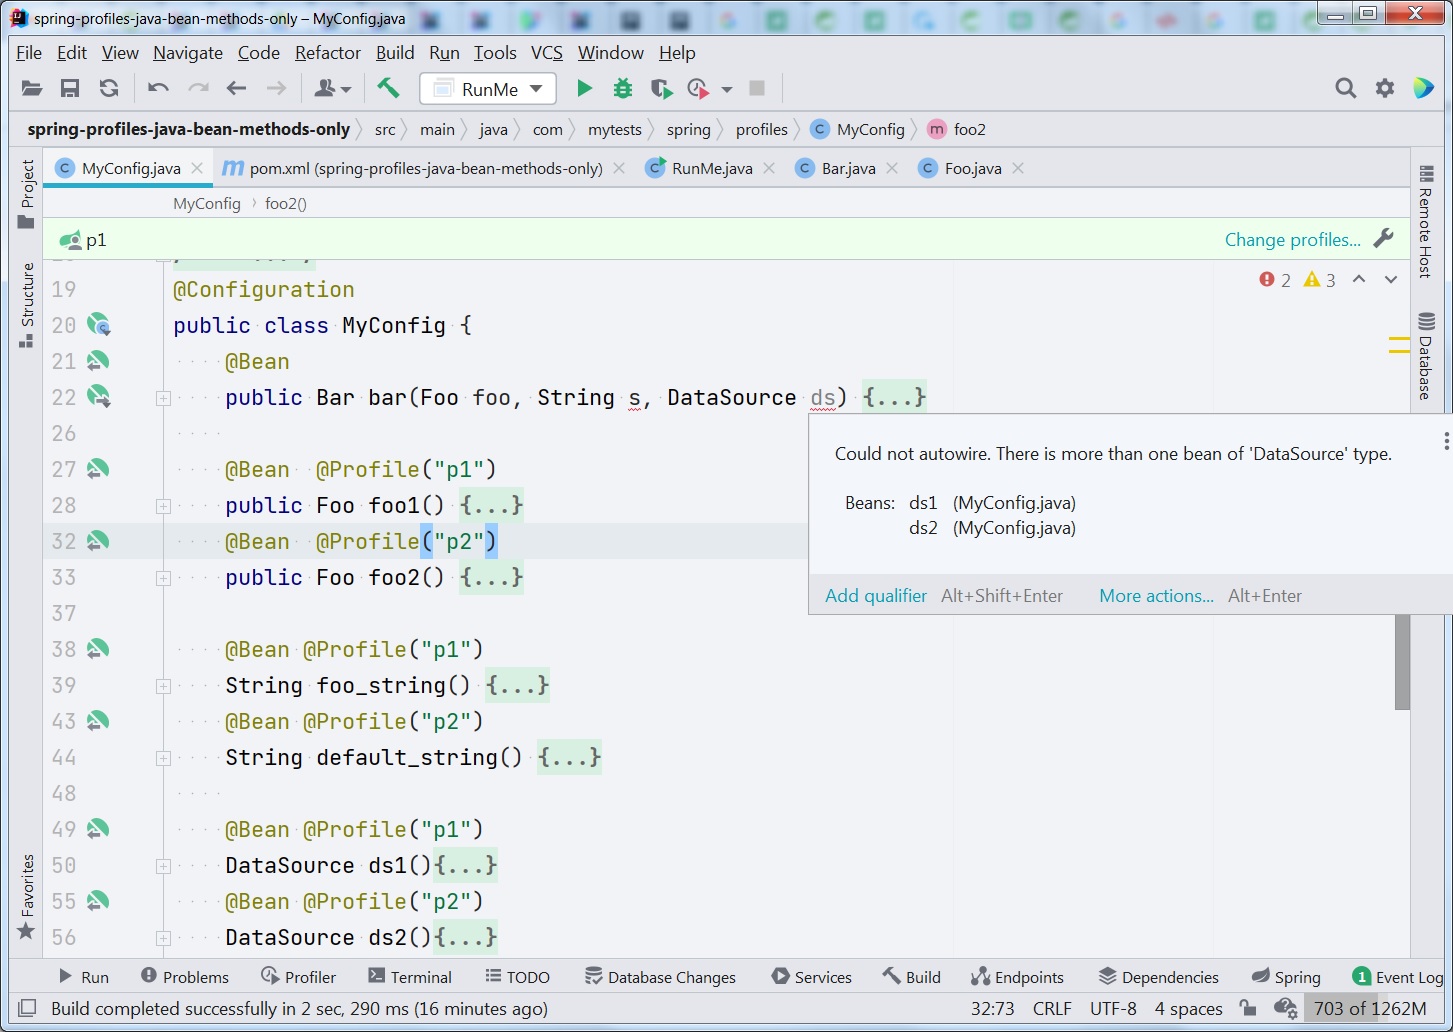 spring-profiles-java-bean-methods-only – MyConfig.java
File Edit View Navigate Code Refactor Build Run Tools VCS Window Help
RunMe
spring-profiles-java-bean-methods-only src main java com mytests spring profiles C MyConfig m foo2
C MyConfig.java m pom.xml (spring-profiles-java-bean-methods-only) C RunMe.java C Bar.java C Foo.java
MyConfig foo2()
p1 Change profiles...
2 3
19 @Configuration
20 public class MyConfig {
21 @Bean
22 public Bar bar(Foo foo, String s, DataSource ds) {...}
26
27 @Bean @Profile("p1")
28 public Foo foo1() {...}
32 @Bean @Profile("p2")
33 public Foo foo2() {...}
37
38 @Bean @Profile("p1")
39 String foo_string() {...}
43 @Bean @Profile("p2")
44 String default_string() {...}
48
49 @Bean @Profile("p1")
50 DataSource ds1(){...}
55 @Bean @Profile("p2")
56 DataSource ds2(){...}
Could not autowire. There is more than one bean of 'DataSource' type.
Beans: ds1 (MyConfig.java)
ds2 (MyConfig.java)
Add qualifier Alt+Shift+Enter More actions... Alt+Enter
Project
Structure
Favorites
Remote Host
Database
Run Problems Profiler Terminal TODO Database Changes Services Build Endpoints Dependencies Spring 1 Event Log
Build completed successfully in 2 sec, 290 ms (16 minutes ago) 32:73 CRLF UTF-8 4 spaces 703 of 1262M